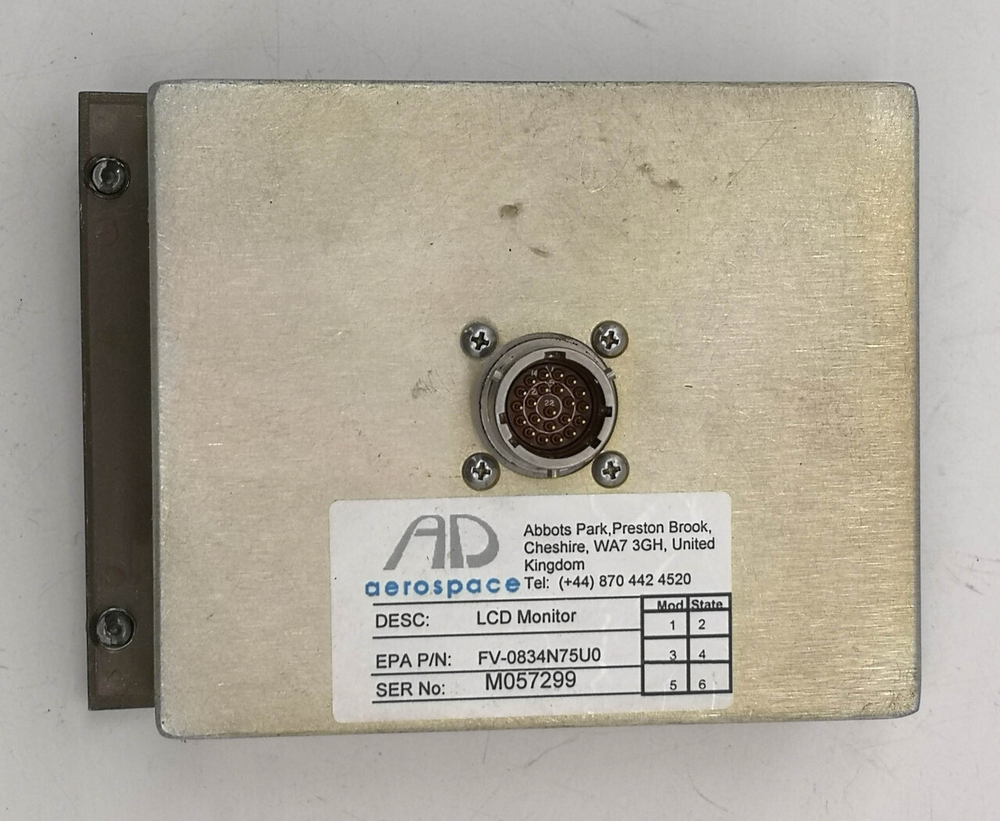 22
AD
aerospace
Abbots Park,Preston Brook,
Cheshire, WA7 3GH, United
Kingdom
Tel: (+44) 870 442 4520
DESC: LCD Monitor
EPA P/N: FV-0834N75U0
SER No: M057299
Mod State
1 2
3 4
5 6